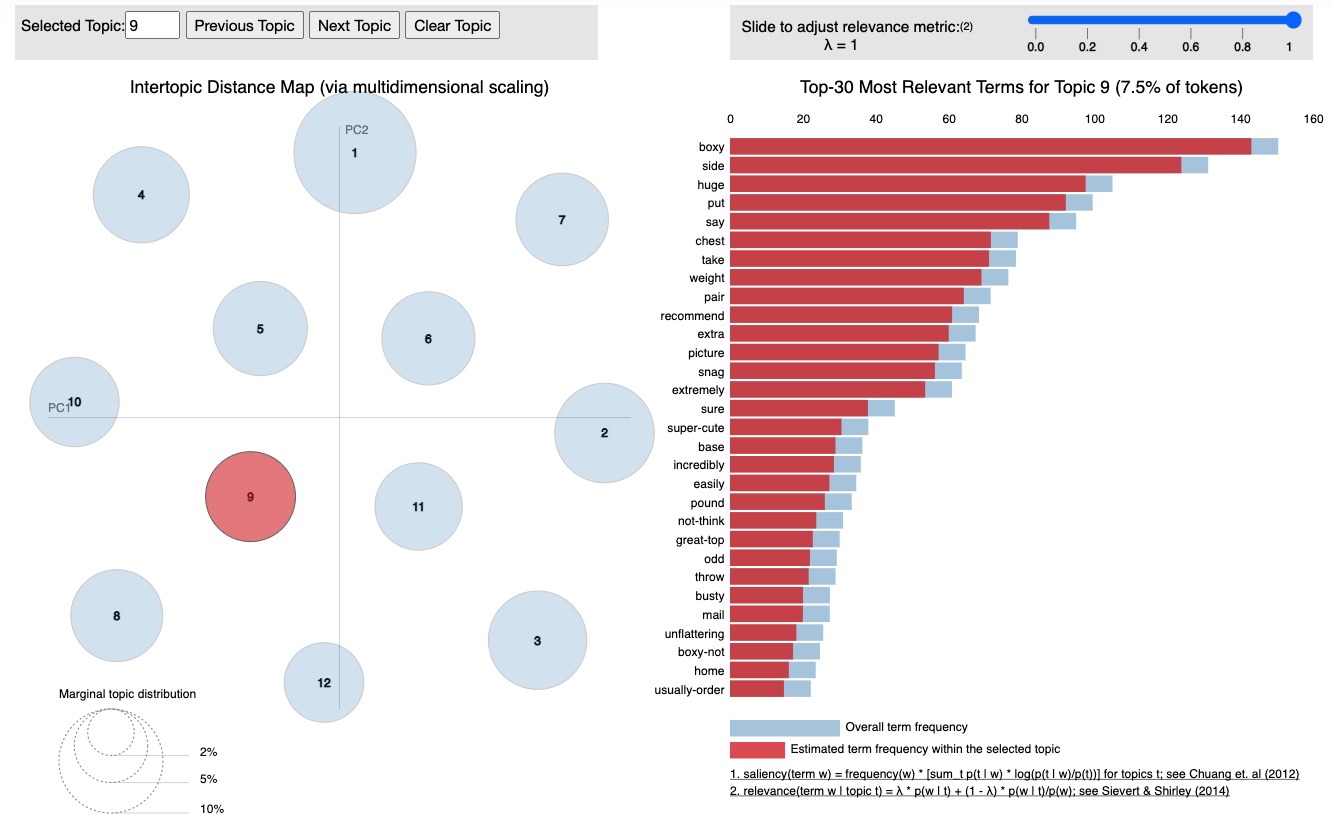 Selected Topic: 9 Previous Topic Next Topic Clear Topic
Slide to adjust relevance metric:(2)
λ = 1
0.0 0.2 0.4 0.6 0.8 1
Intertopic Distance Map (via multidimensional scaling)
PC2
1
4
7
5
6
10
PC1
2
9
11
8
3
12
Marginal topic distribution
2%
5%
10%
Top-30 Most Relevant Terms for Topic 9 (7.5% of tokens)
0 20 40 60 80 100 120 140 160
boxy
side
huge
put
say
chest
take
weight
pair
recommend
extra
picture
snag
extremely
sure
super-cute
base
incredibly
easily
pound
not-think
great-top
odd
throw
busty
mail
unflattering
boxy-not
home
usually-order
Overall term frequency
Estimated term frequency within the selected topic
1. saliency(term w) = frequency(w) * [sum_t p(t | w) * log(p(t | w)/p(t))] for topics t; see Chuang et. al (2012)
2. relevance(term w | topic t) = λ * p(w | t) + (1 - λ) * p(w | t)/p(w); see Sievert & Shirley (2014)